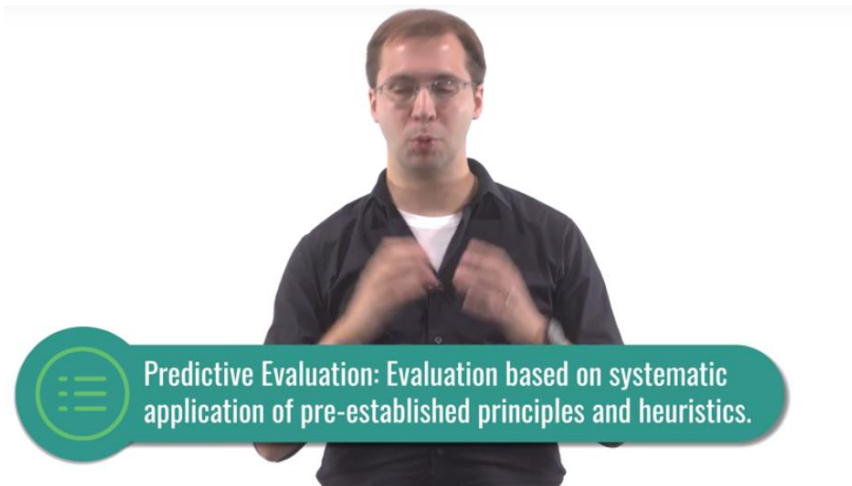 Predictive Evaluation: Evaluation based on systematic
application of pre-established principles and heuristics.